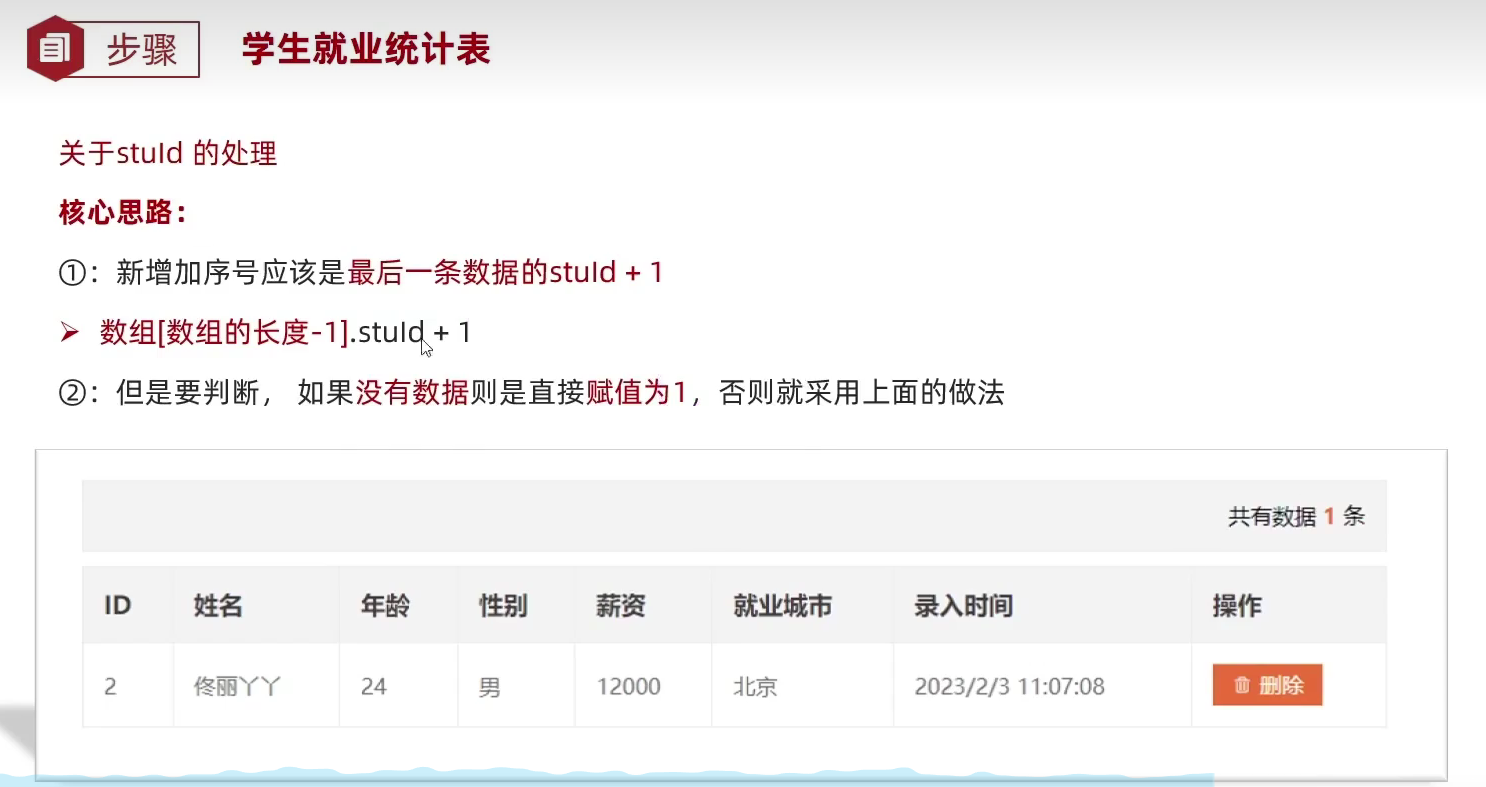 步骤 学生就业统计表
关于stuId 的处理
核心思路：
①：新增加序号应该是最后一条数据的stuId + 1
➢ 数组[数组的长度-1].stuId + 1
②：但是要判断， 如果没有数据则是直接赋值为1，否则就采用上面的做法
共有数据 1 条
ID 姓名 年龄 性别 薪资 就业城市 录入时间 操作
2 佟丽丫丫 24 男 12000 北京 2023/2/3 11:07:08 删除